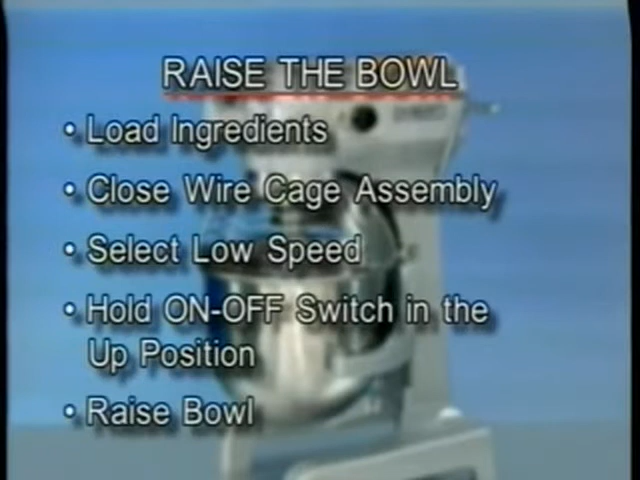 RAISE THE BOWL
• Load Ingredients
• Close Wire Cage Assembly
• Select Low Speed
• Hold ON-OFF Switch in the
Up Position
• Raise Bowl